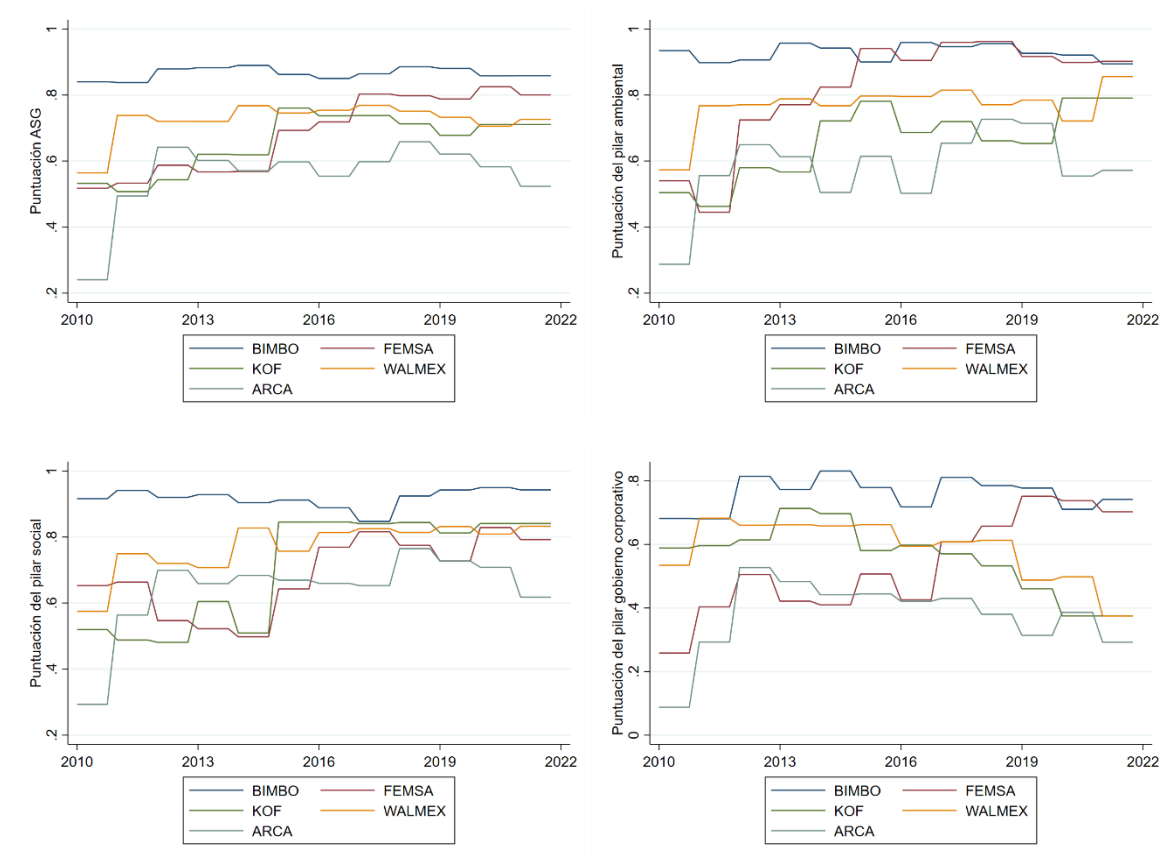 Puntuación ASG
1
.8
.6
.4
.2
2010 2013 2016 2019 2022
BIMBO FEMSA
KOF WALMEX
ARCA
Puntuación del pilar ambiental
1
.8
.6
.4
.2
2010 2013 2016 2019 2022
BIMBO FEMSA
KOF WALMEX
ARCA
Puntuación del pilar social
1
.8
.6
.4
.2
2010 2013 2016 2019 2022
BIMBO FEMSA
KOF WALMEX
ARCA
Puntuación del pilar gobierno corporativo
.8
.6
.4
.2
0
2010 2013 2016 2019 2022
BIMBO FEMSA
KOF WALMEX
ARCA